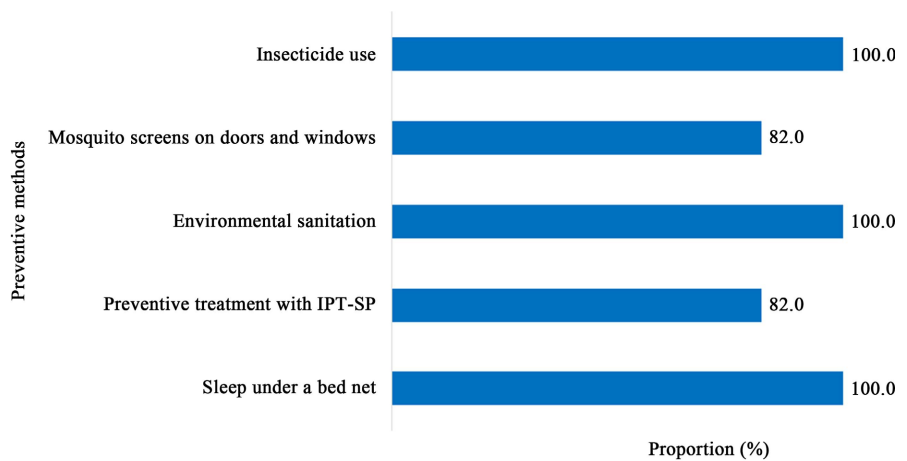 Preventive methods
Insecticide use
100.0
Mosquito screens on doors and windows
82.0
Environmental sanitation
100.0
Preventive treatment with IPT-SP
82.0
Sleep under a bed net
100.0
Proportion (%)